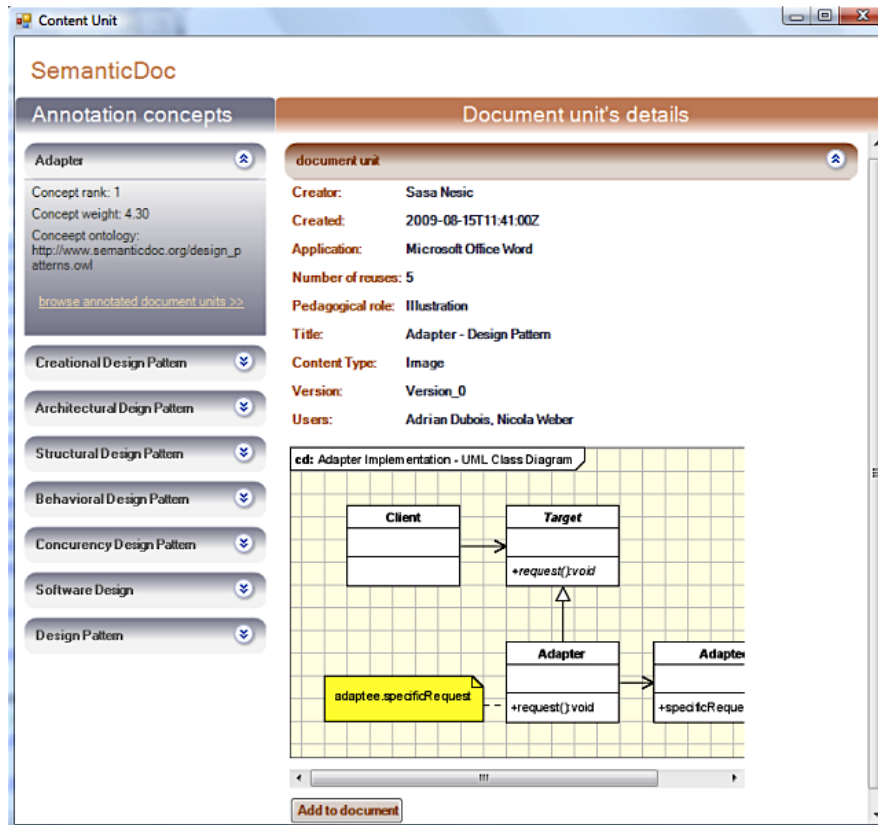 Content Unit
SemanticDoc
Annotation concepts
Adapter
Concept rank: 1
Concept weight: 4.30
Conceept ontology:
http://www.semanticdoc.org/design_p
atterns.owl
browse annotated document units >>
Creational Design Pattern
Architectural Deign Pattern
Structural Design Pattern
Behavioral Design Pattern
Concurency Design Pattern
Software Design
Design Pattern
Document unit's details
document unit
Creator: Sasa Nesic
Created: 2009-08-15T11:41:00Z
Application: Microsoft Office Word
Number of reuses: 5
Pedagogical role: Illustration
Title: Adapter - Design Pattern
Content Type: Image
Version: Version_0
Users: Adrian Dubois, Nicola Weber
cd: Adapter Implementation - UML Class Diagram
Client
Target
+request():void
Adapter
+request():void
Adaptee
+specificReque
adaptee.specificRequest
Add to document